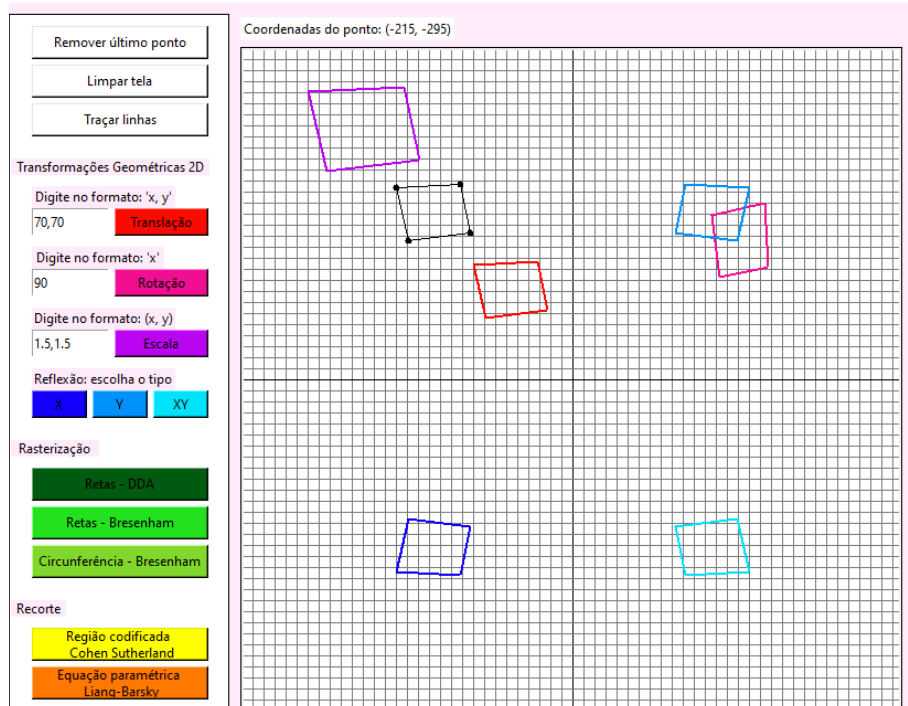 Coordenadas do ponto: (-215, -295)
Remover último ponto
Limpar tela
Traçar linhas
Transformações Geométricas 2D
Digite no formato: 'x, y'
70,70 Translação
Digite no formato: 'x'
90 Rotação
Digite no formato: (x, y)
1.5,1.5 Escala
Reflexão: escolha o tipo
X Y XY
Rasterização
Retas - DDA
Retas - Bresenham
Circunferência - Bresenham
Recorte
Região codificada
Cohen Sutherland
Equação paramétrica
Liang-Barsky